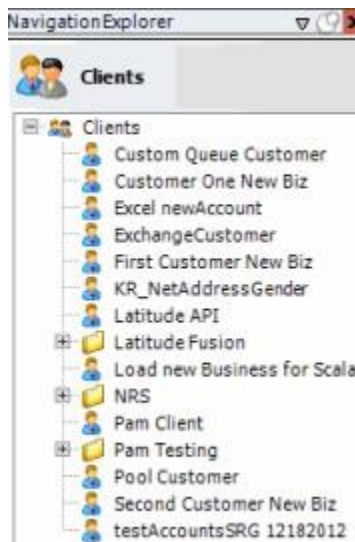 NavigationExplorer
Clients
Clients
Custom Queue Customer
Customer One New Biz
Excel newAccount
ExchangeCustomer
First Customer New Biz
KR_NetAddressGender
Latitude API
Latitude Fusion
Load new Business for Scala
NRS
Pam Client
Pam Testing
Pool Customer
Second Customer New Biz
testAccountsSRG 12182012